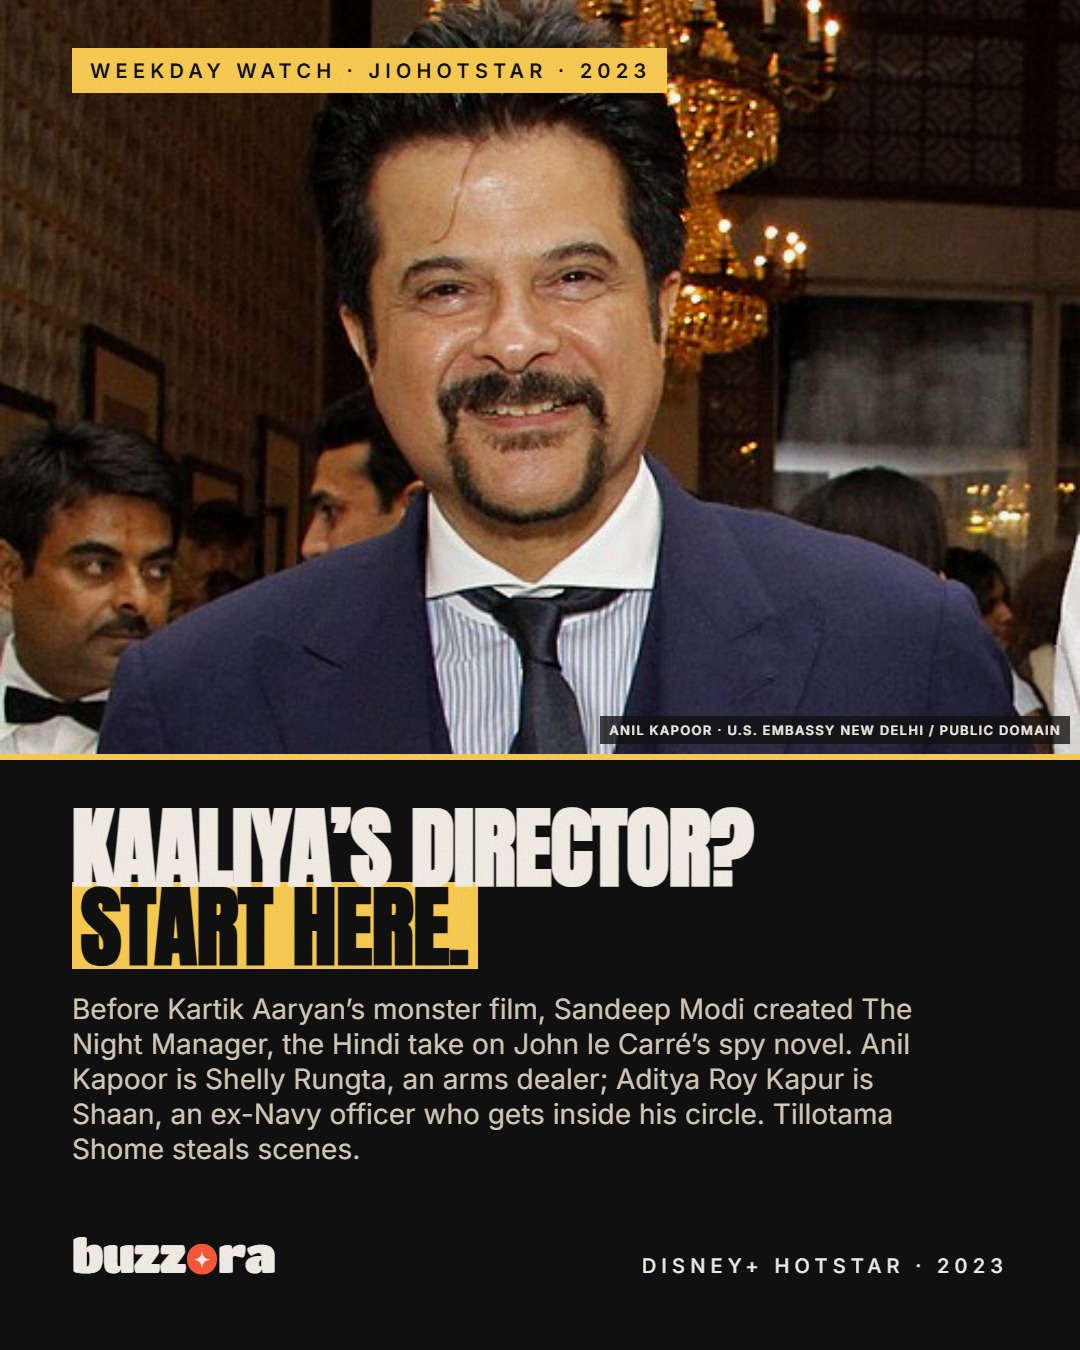 WEEKDAY WATCH · JIOHOTSTAR · 2023
ANIL KAPOOR · U.S. EMBASSY NEW DELHI / PUBLIC DOMAIN
KAALIYA’S DIRECTOR?
START HERE.
Before Kartik Aaryan’s monster film, Sandeep Modi created The
Night Manager, the Hindi take on John le Carré’s spy novel. Anil
Kapoor is Shelly Rungta, an arms dealer; Aditya Roy Kapur is
Shaan, an ex-Navy officer who gets inside his circle. Tillotama
Shome steals scenes.
buzzora
DISNEY+ HOTSTAR · 2023